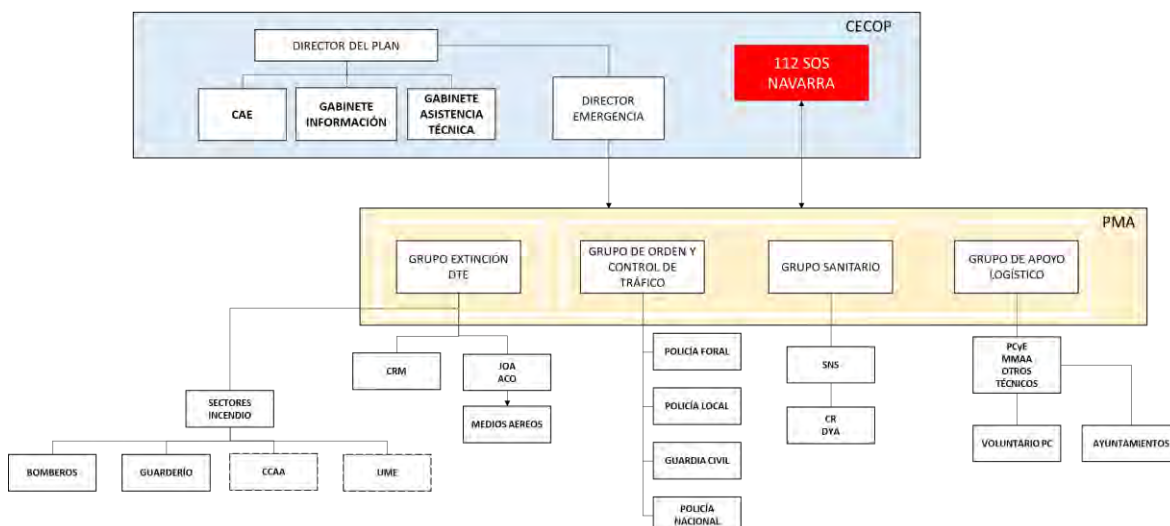 CECOP
DIRECTOR DEL PLAN
112 SOS
NAVARRA
CAE
GABINETE
INFORMACIÓN
GABINETE
ASISTENCIA
TÉCNICA
DIRECTOR
EMERGENCIA
PMA
GRUPO EXTINCIÓN
DTE
GRUPO DE ORDEN Y
CONTROL DE
TRÁFICO
GRUPO SANITARIO
GRUPO DE APOYO
LOGÍSTICO
CRM
JOA
ACO
MEDIOS AEREOS
POLICÍA FORAL
POLICÍA LOCAL
GUARDIA CIVIL
POLICÍA
NACIONAL
SNS
CR
DYA
PCyE
MMAA
OTROS
TÉCNICOS
VOLUNTARIO PC
AYUNTAMIENTOS
SECTORES
INCENDIO
BOMBEROS
GUARDERÍO
CCAA
UME